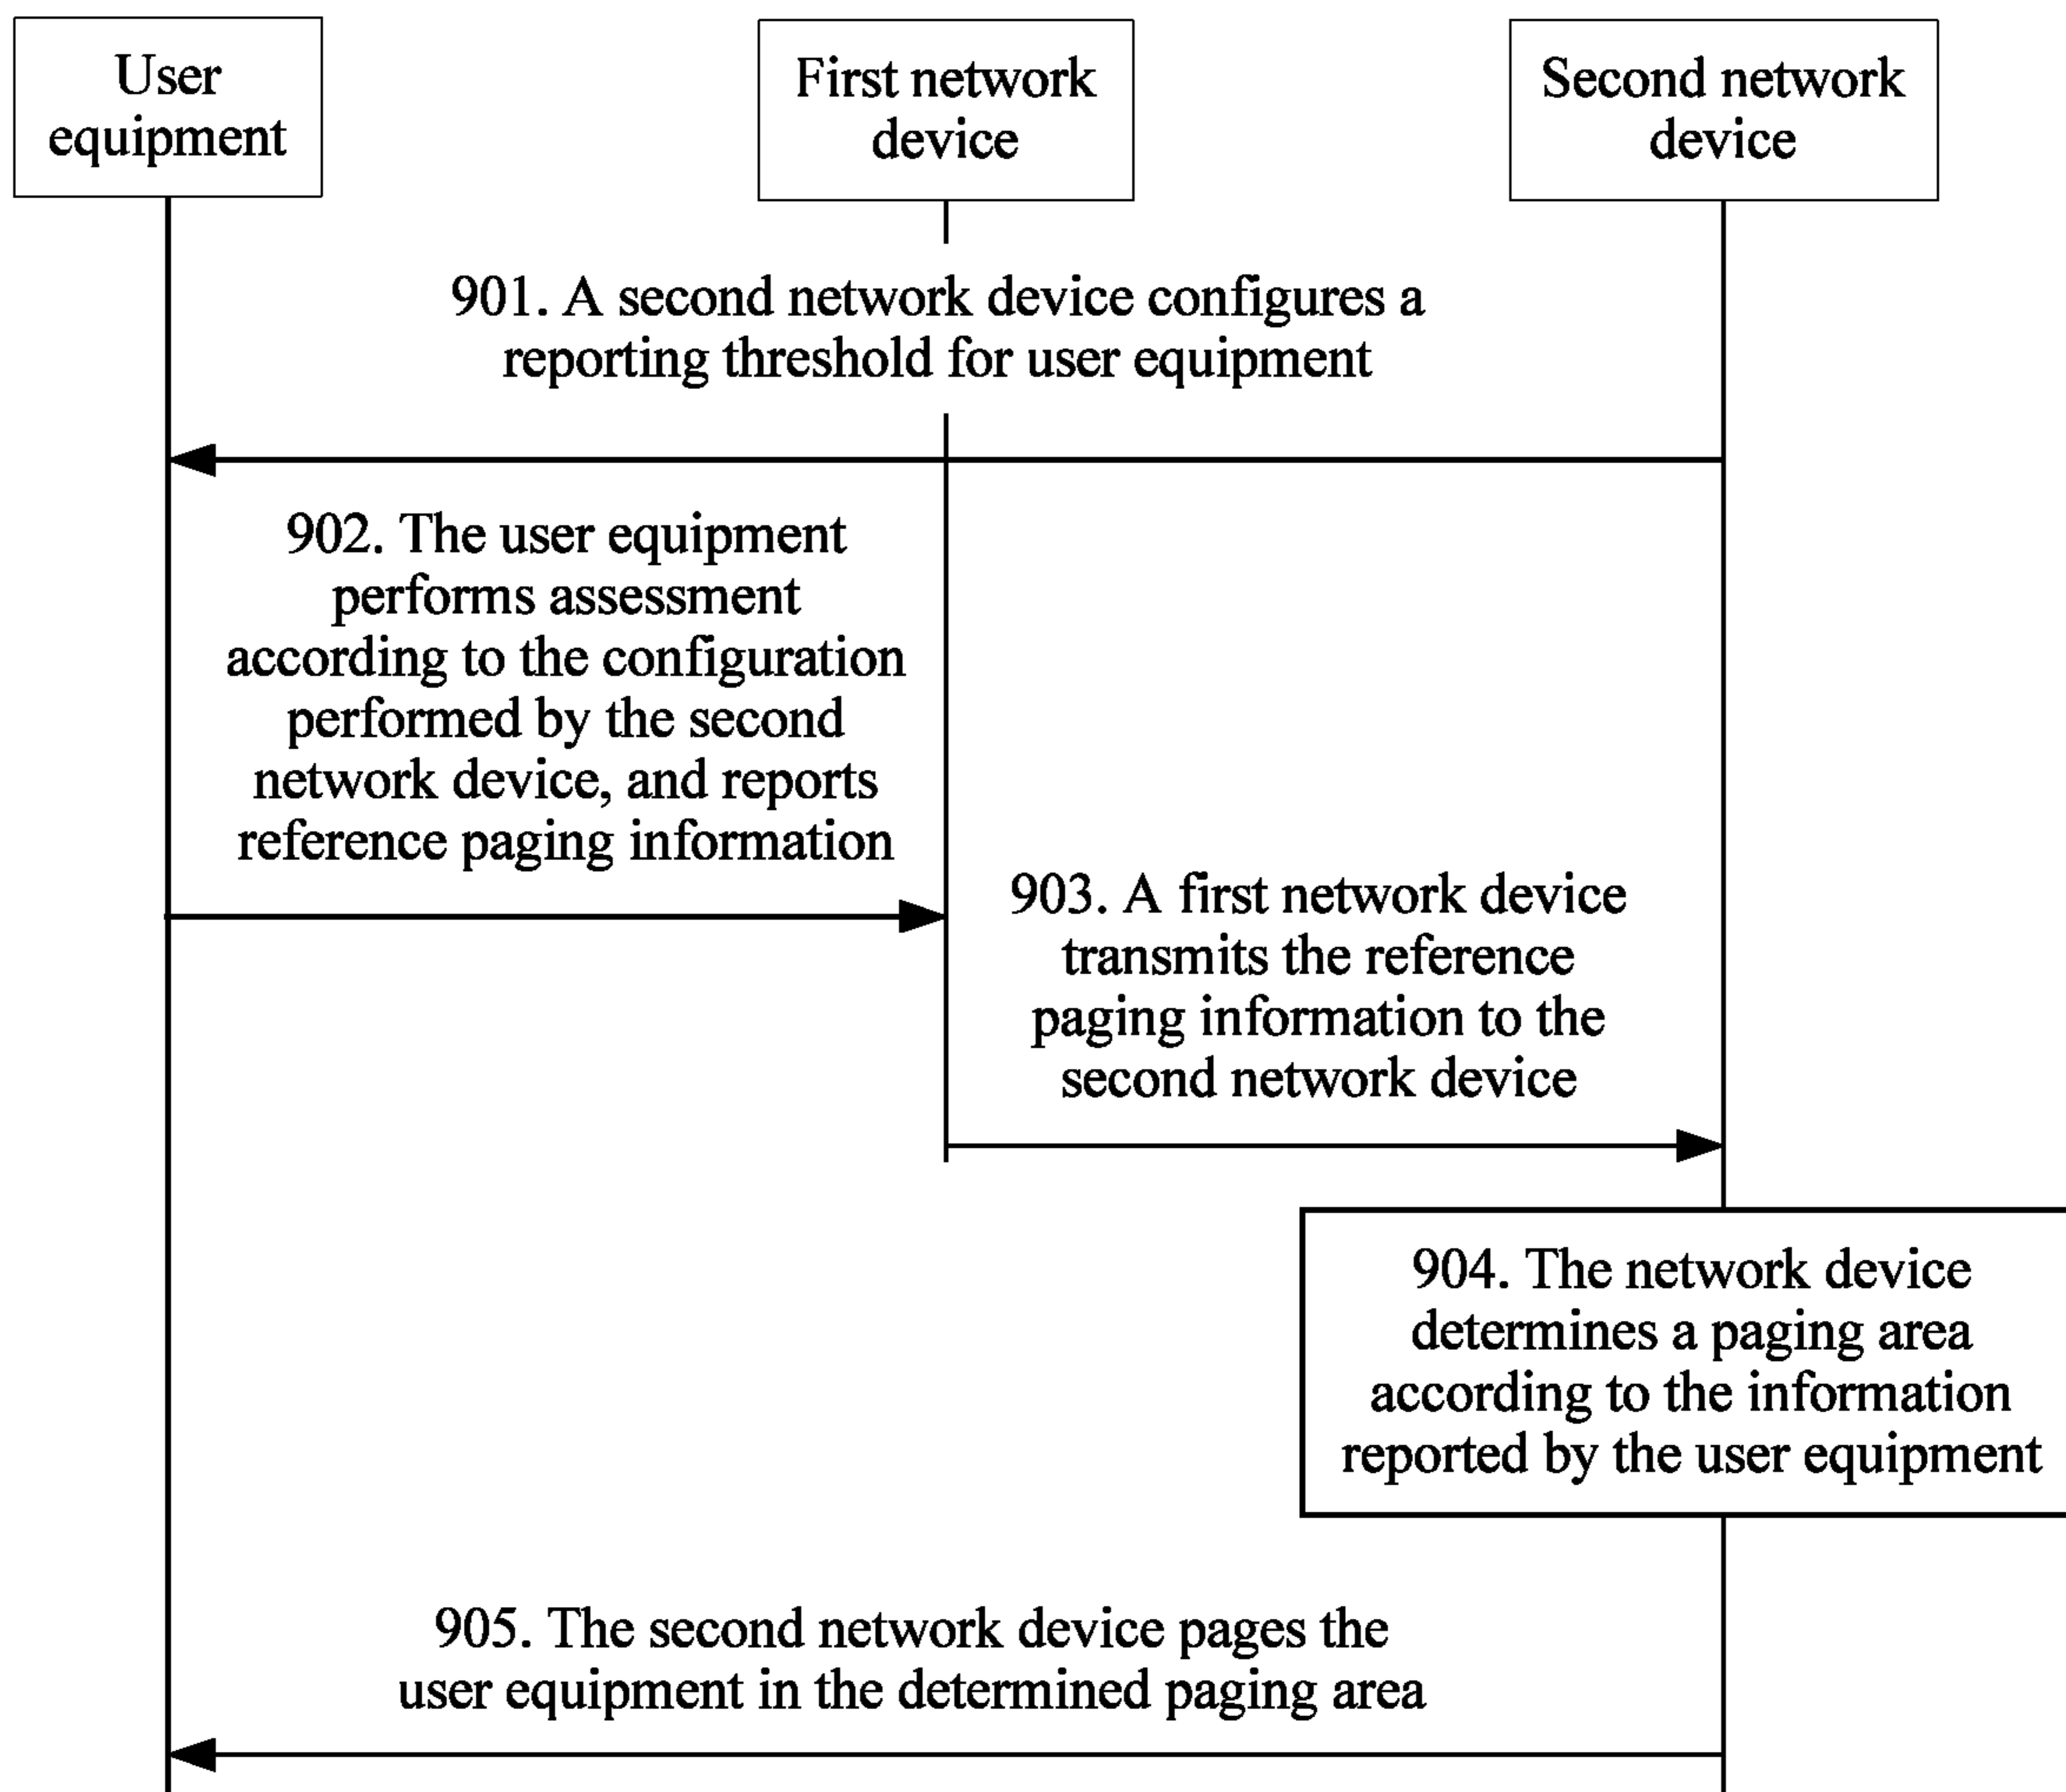 User
equipment
First network
device
Second network
device
901. A second network device configures a
reporting threshold for user equipment
902. The user equipment
performs assessment
according to the configuration
performed by the second
network device, and reports
reference paging information
903. A first network device
transmits the reference
paging information to the
second network device
904. The network device
determines a paging area
according to the information
reported by the user equipment
905. The second network device pages the
user equipment in the determined paging area